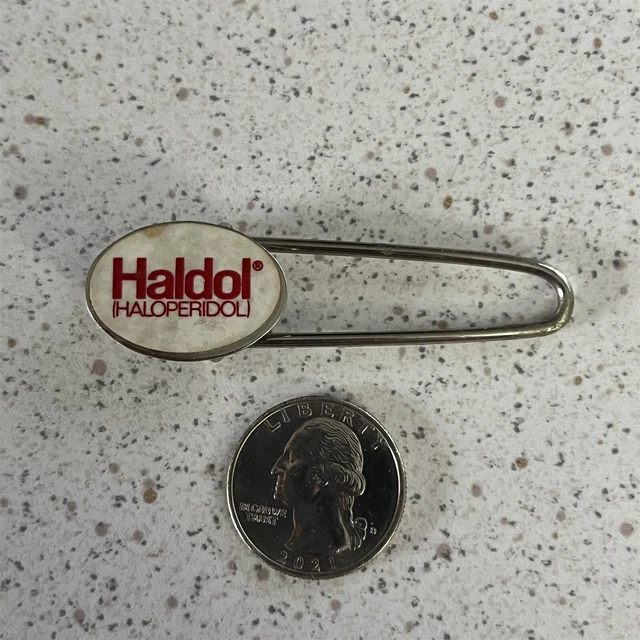 Haldol®
(HALOPERIDOL)
LIBERTY
IN GOD WE
TRUST
2021